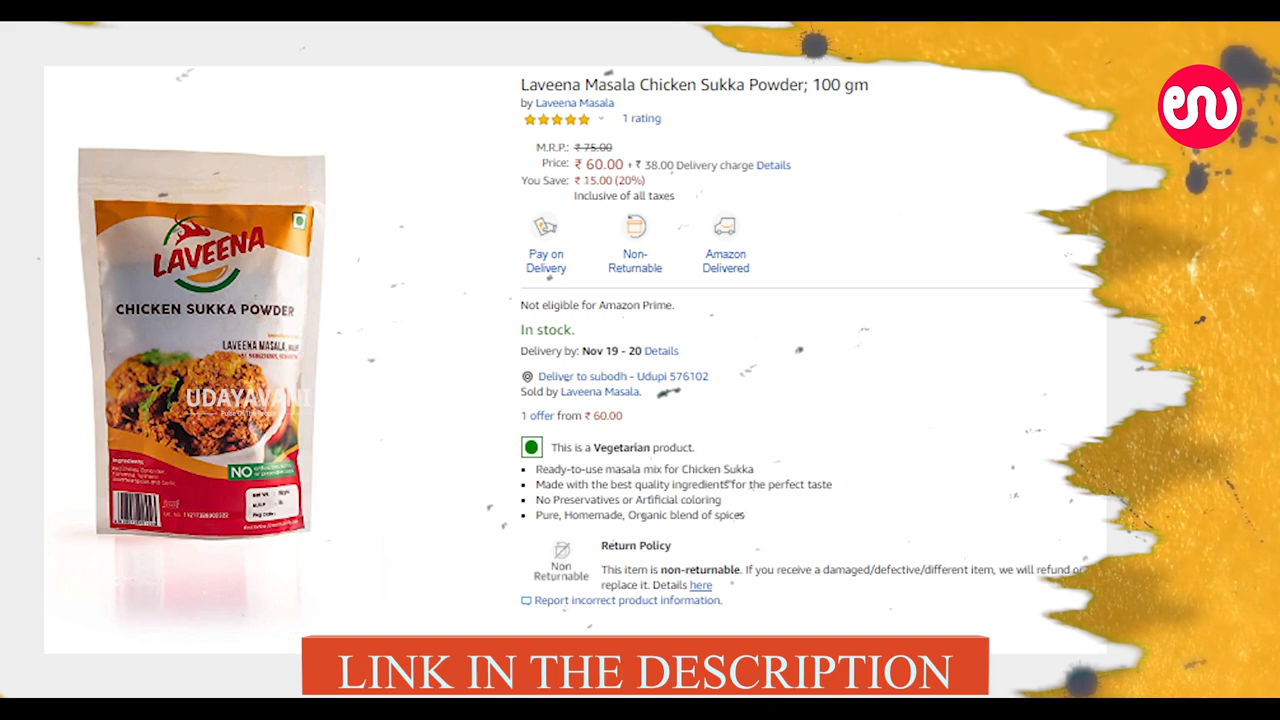 ಉ
Laveena Masala Chicken Sukka Powder; 100 gm
by Laveena Masala
1 rating
M.R.P.: ₹ 75.00
Price: ₹ 60.00 + ₹ 38.00 Delivery charge Details
You Save: ₹ 15.00 (20%)
Inclusive of all taxes
Pay on Delivery
Non-Returnable
Amazon Delivered
Not eligible for Amazon Prime.
In stock.
Delivery by: Nov 19 - 20 Details
Deliver to subodh - Udupi 576102
Sold by Laveena Masala.
1 offer from ₹ 60.00
This is a Vegetarian product.
Ready-to-use masala mix for Chicken Sukka
Made with the best quality ingredients for the perfect taste
No Preservatives or Artificial coloring
Pure, Homemade, Organic blend of spices
Return Policy
Non Returnable
This item is non-returnable. If you receive a damaged/defective/different item, we will refund or
replace it. Details here
Report incorrect product information.
LAVEENA
CHICKEN SUKKA POWDER
LAVEENA MASALA,
UDAYAVANI
Ingredients:
NO
LINK IN THE DESCRIPTION